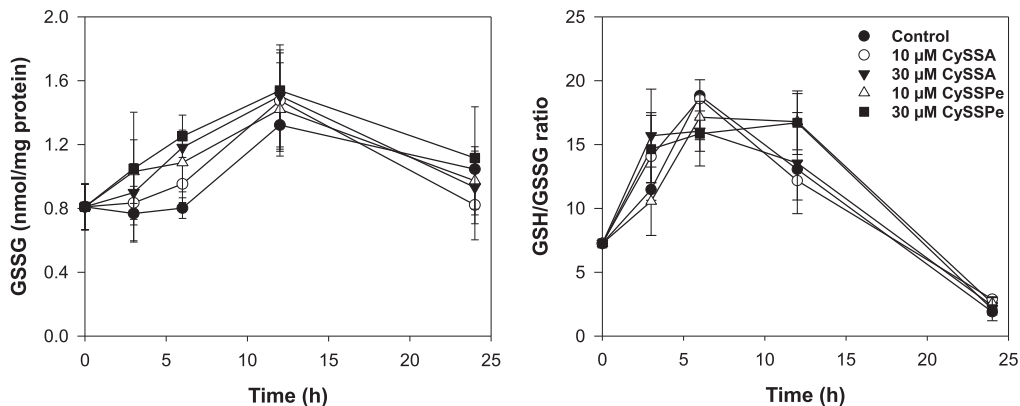 GSSG (nmol/mg protein)
2.0
1.6
1.2
0.8
0.4
0.0
0 5 10 15 20 25
Time (h)
GSH/GSSG ratio
25
20
15
10
5
0
0 5 10 15 20 25
Time (h)
Control
10 µM CySSA
30 µM CySSA
10 µM CySSPe
30 µM CySSPe